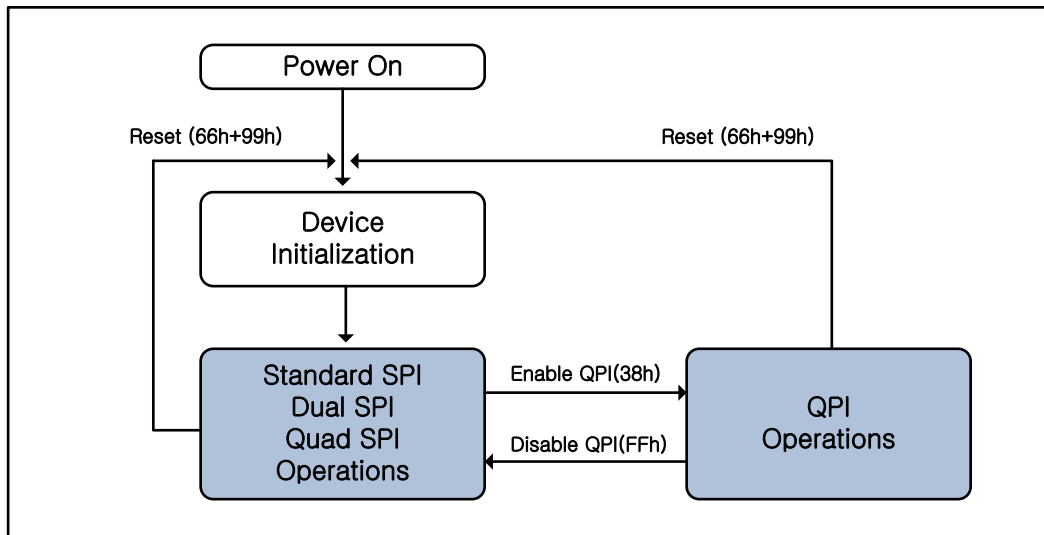 Power On
Reset (66h+99h)
Reset (66h+99h)
Device
Initialization
Standard SPI
Dual SPI
Quad SPI
Operations
Enable QPI(38h)
Disable QPI(FFh)
QPI
Operations